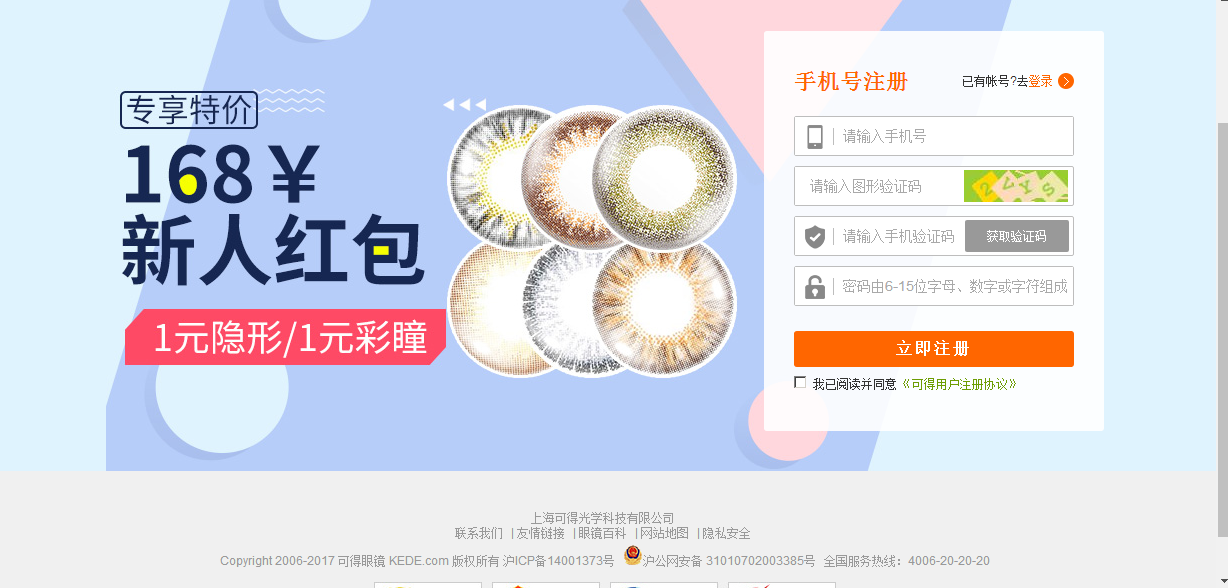 专享特价
168￥
新人红包
1元隐形/1元彩瞳
手机号注册
已有帐号?去登录
请输入手机号
请输入图形验证码
请输入手机验证码
获取验证码
密码由6-15位字母、数字或字符组成
立即注册
我已阅读并同意《可得用户注册协议》
上海可得光学科技有限公司
联系我们 |友情链接 |眼镜百科 |网站地图 |隐私安全
Copyright 2006-2017 可得眼镜 KEDE.com 版权所有 沪ICP备14001373号 沪公网安备 31010702003385号 全国服务热线：4006-20-20-20